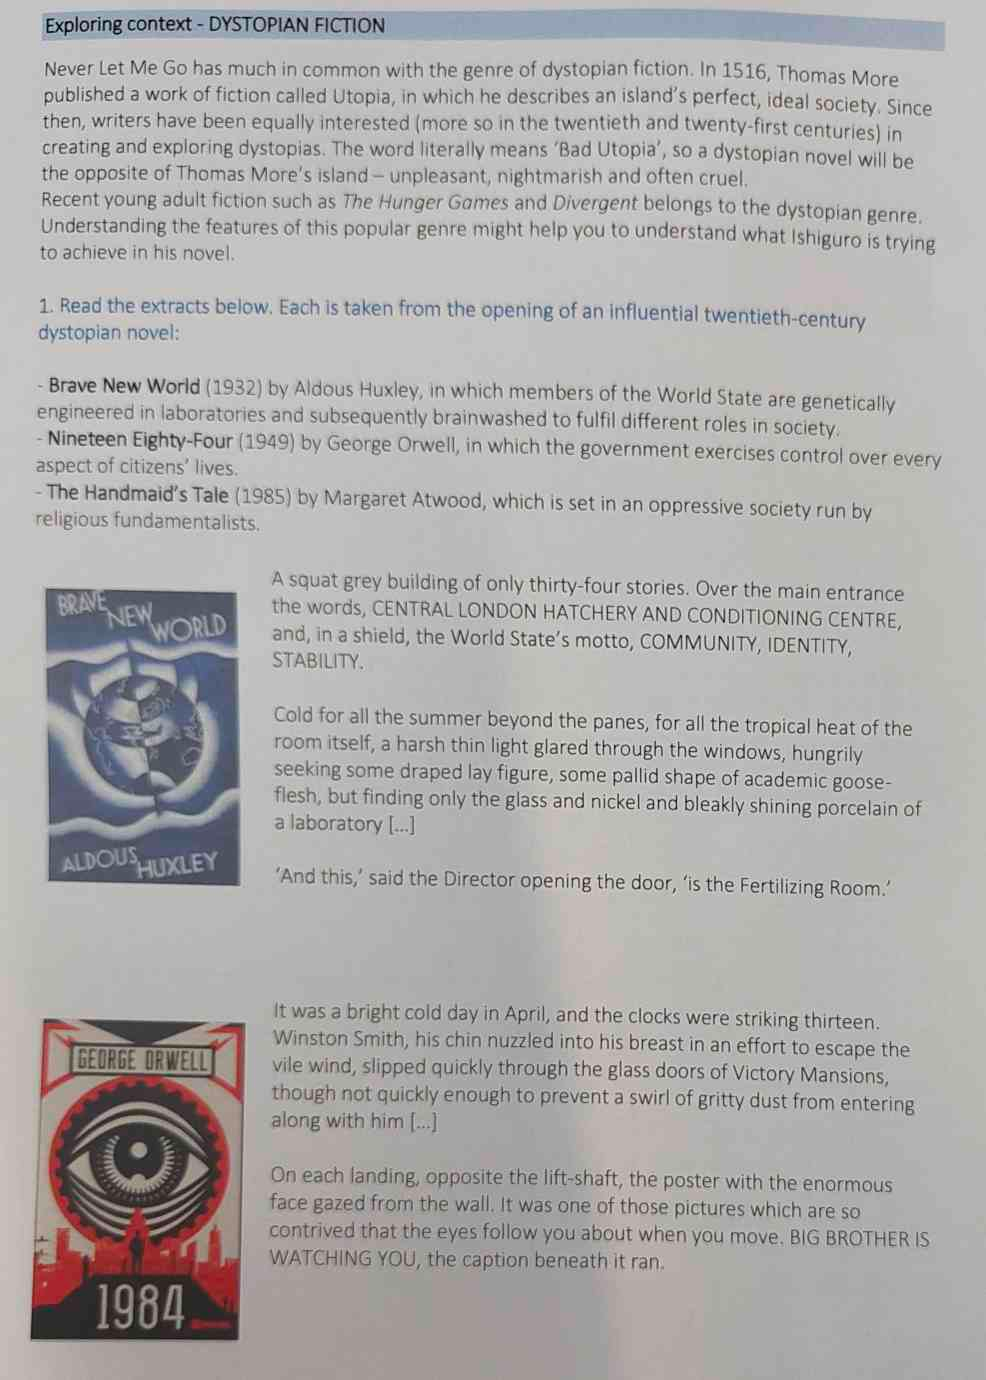 Exploring context - DYSTOPIAN FICTION
Never Let Me Go has much in common with the genre of dystopian fiction. In 1516, Thomas More
published a work of fiction called Utopia, in which he describes an island's perfect, ideal society. Since
then, writers have been equally interested (more so in the twentieth and twenty-first centuries) in
creating and exploring dystopias. The word literally means 'Bad Utopia', so a dystopian novel will be
the opposite of Thomas More's island – unpleasant, nightmarish and often cruel.
Recent young adult fiction such as The Hunger Games and Divergent belongs to the dystopian genre.
Understanding the features of this popular genre might help you to understand what Ishiguro is trying
to achieve in his novel.
1. Read the extracts below. Each is taken from the opening of an influential twentieth-century
dystopian novel:
- Brave New World (1932) by Aldous Huxley, in which members of the World State are genetically
engineered in laboratories and subsequently brainwashed to fulfil different roles in society.
- Nineteen Eighty-Four (1949) by George Orwell, in which the government exercises control over every
aspect of citizens' lives.
- The Handmaid's Tale (1985) by Margaret Atwood, which is set in an oppressive society run by
religious fundamentalists.
BRAVE
NEW
WORLD
ALDOUS
HUXLEY
A squat grey building of only thirty-four stories. Over the main entrance
the words, CENTRAL LONDON HATCHERY AND CONDITIONING CENTRE,
and, in a shield, the World State's motto, COMMUNITY, IDENTITY,
STABILITY.
Cold for all the summer beyond the panes, for all the tropical heat of the
room itself, a harsh thin light glared through the windows, hungrily
seeking some draped lay figure, some pallid shape of academic goose-
flesh, but finding only the glass and nickel and bleakly shining porcelain of
a laboratory [...]
'And this,' said the Director opening the door, 'is the Fertilizing Room.'
GEORGE ORWELL
1984
It was a bright cold day in April, and the clocks were striking thirteen.
Winston Smith, his chin nuzzled into his breast in an effort to escape the
vile wind, slipped quickly through the glass doors of Victory Mansions,
though not quickly enough to prevent a swirl of gritty dust from entering
along with him [...]
On each landing, opposite the lift-shaft, the poster with the enormous
face gazed from the wall. It was one of those pictures which are so
contrived that the eyes follow you about when you move. BIG BROTHER IS
WATCHING YOU, the caption beneath it ran.